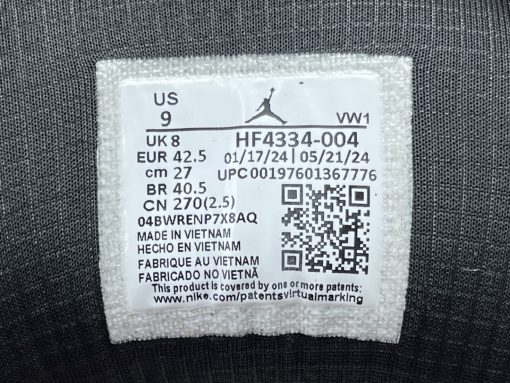 US
9
VW1
UK 8
HF4334-004
EUR 42.5
01/17/24 | 05/21/24
cm 27
UPC 00197601367776
BR 40.5
CN 270(2.5)
04BWRENP7X8AQ
MADE IN VIETNAM
HECHO EN VIETNAM
FABRIQUE AU VIETNAM
FABRICADO NO VIETNÃ
This product is covered by one or more patents:
www.nike.com/patentsvirtualmarking